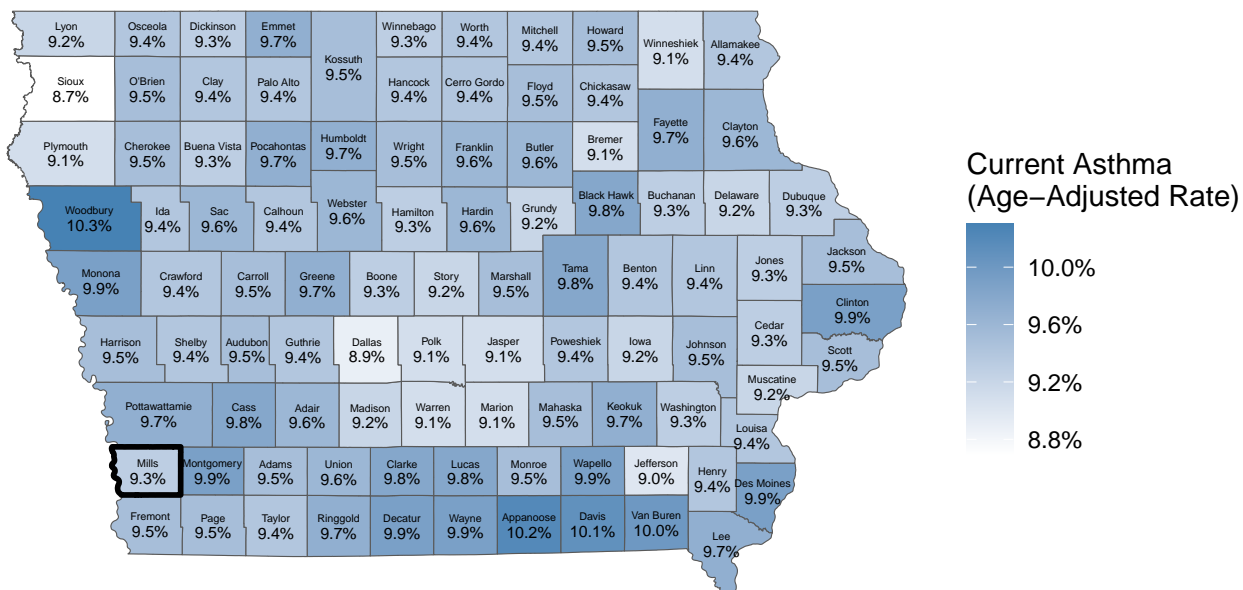 Lyon
9.2%
Osceola
9.4%
Dickinson
9.3%
Emmet
9.7%
Kossuth
9.5%
Winnebago
9.3%
Worth
9.4%
Mitchell
9.4%
Howard
9.5%
Winneshiek
9.1%
Allamakee
9.4%
Sioux
8.7%
O'Brien
9.5%
Clay
9.4%
Palo Alto
9.4%
Hancock
9.4%
Cerro Gordo
9.4%
Floyd
9.5%
Chickasaw
9.4%
Fayette
9.7%
Clayton
9.6%
Plymouth
9.1%
Cherokee
9.5%
Buena Vista
9.3%
Pocahontas
9.7%
Humboldt
9.7%
Wright
9.5%
Franklin
9.6%
Butler
9.6%
Bremer
9.1%
Woodbury
10.3%
Ida
9.4%
Sac
9.6%
Calhoun
9.4%
Webster
9.6%
Hamilton
9.3%
Hardin
9.6%
Grundy
9.2%
Black Hawk
9.8%
Buchanan
9.3%
Delaware
9.2%
Dubuque
9.3%
Monona
9.9%
Crawford
9.4%
Carroll
9.5%
Greene
9.7%
Boone
9.3%
Story
9.2%
Marshall
9.5%
Tama
9.8%
Benton
9.4%
Linn
9.4%
Jones
9.3%
Jackson
9.5%
Clinton
9.9%
Harrison
9.5%
Shelby
9.4%
Audubon
9.5%
Guthrie
9.4%
Dallas
8.9%
Polk
9.1%
Jasper
9.1%
Poweshiek
9.4%
Iowa
9.2%
Johnson
9.5%
Cedar
9.3%
Scott
9.5%
Muscatine
9.2%
Pottawattamie
9.7%
Cass
9.8%
Adair
9.6%
Madison
9.2%
Warren
9.1%
Marion
9.1%
Mahaska
9.5%
Keokuk
9.7%
Washington
9.3%
Louisa
9.4%
Mills
9.3%
Montgomery
9.9%
Adams
9.5%
Union
9.6%
Clarke
9.8%
Lucas
9.8%
Monroe
9.5%
Wapello
9.9%
Jefferson
9.0%
Henry
9.4%
Des Moines
9.9%
Fremont
9.5%
Page
9.5%
Taylor
9.4%
Ringgold
9.7%
Decatur
9.9%
Wayne
9.9%
Appanoose
10.2%
Davis
10.1%
Van Buren
10.0%
Lee
9.7%
Current Asthma
(Age−Adjusted Rate)
10.0%
9.6%
9.2%
8.8%